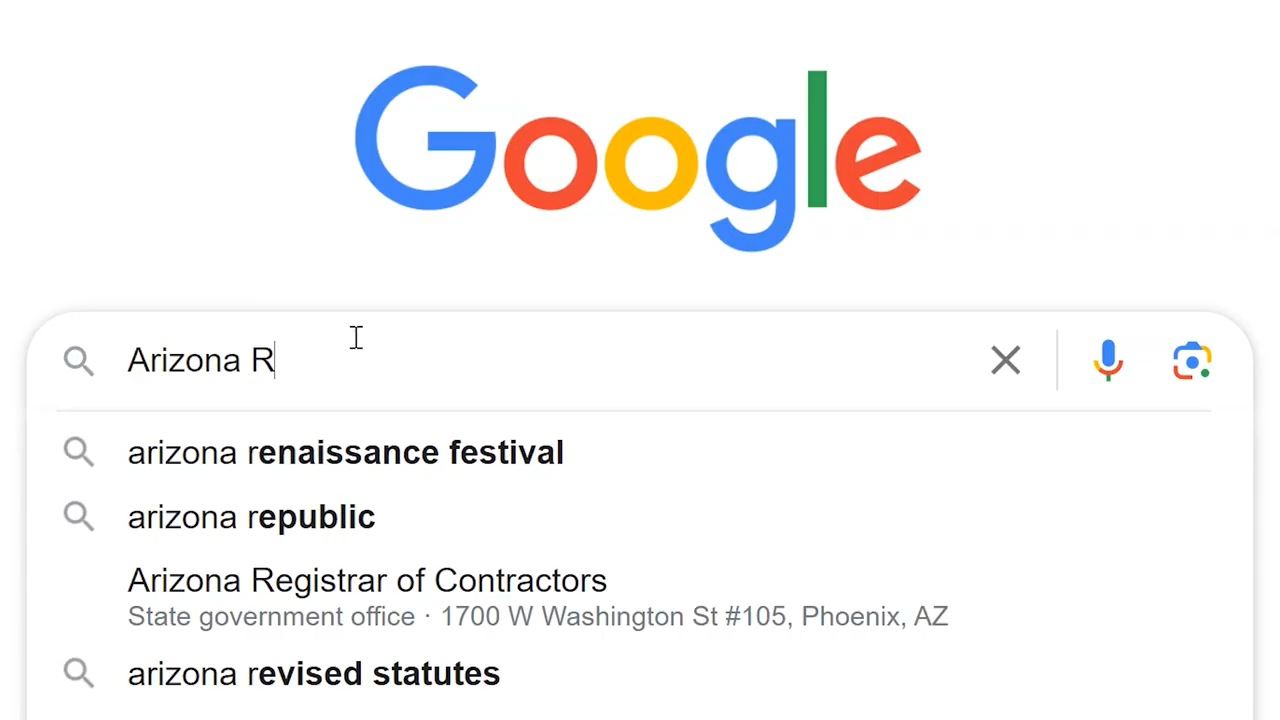 Google
Arizona R
arizona renaissance festival
arizona republic
Arizona Registrar of Contractors
State government office · 1700 W Washington St #105, Phoenix, AZ
arizona revised statutes